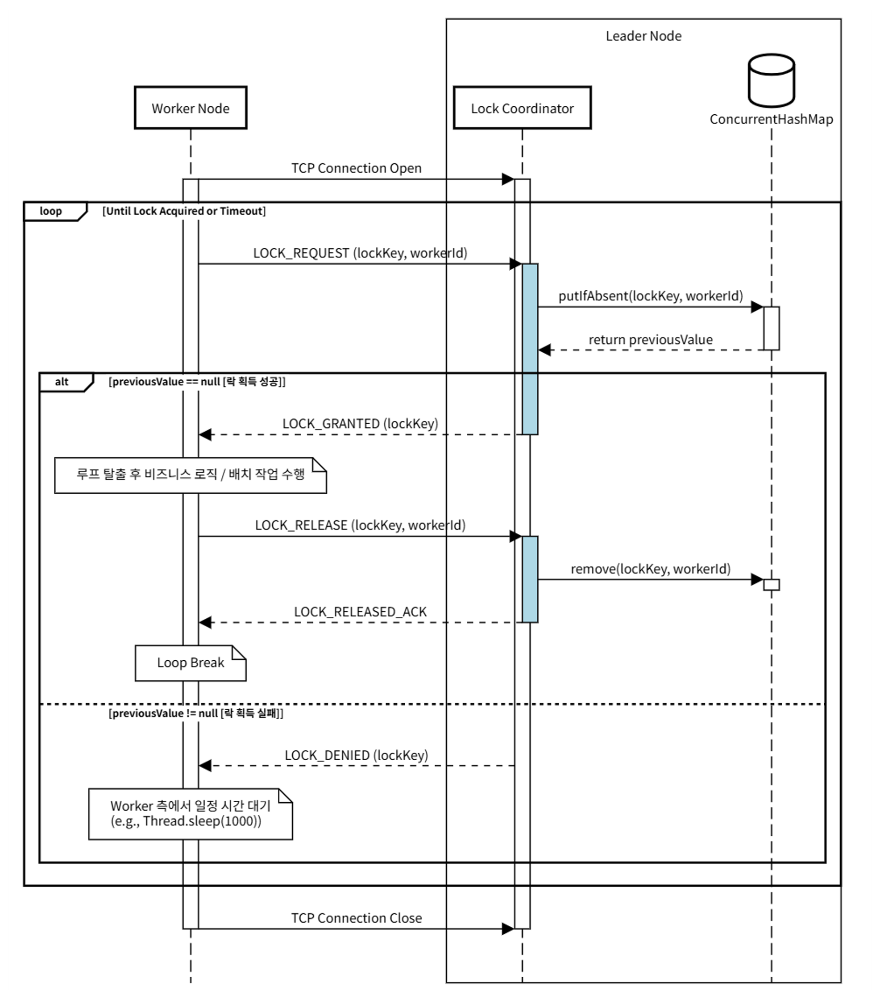 Leader Node
Worker Node
Lock Coordinator
ConcurrentHashMap
TCP Connection Open
loop
[Until Lock Acquired or Timeout]
LOCK_REQUEST (lockKey, workerId)
putIfAbsent(lockKey, workerId)
return previousValue
alt
[previousValue == null [락 획득 성공]]
LOCK_GRANTED (lockKey)
루프 탈출 후 비즈니스 로직 / 배치 작업 수행
LOCK_RELEASE (lockKey, workerId)
remove(lockKey, workerId)
LOCK_RELEASED_ACK
Loop Break
[previousValue != null [락 획득 실패]]
LOCK_DENIED (lockKey)
Worker 측에서 일정 시간 대기
(e.g., Thread.sleep(1000))
TCP Connection Close